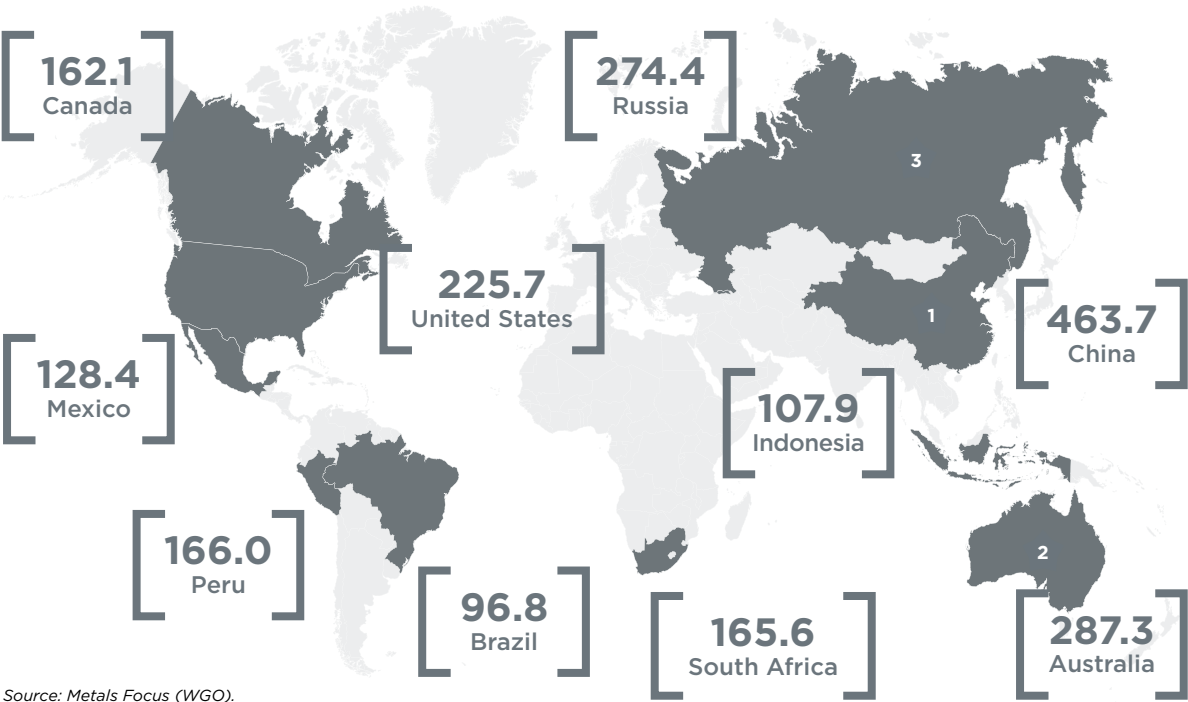 162.1
Canada
274.4
Russia
3
225.7
United States
1
463.7
China
128.4
Mexico
107.9
Indonesia
166.0
Peru
2
96.8
Brazil
165.6
South Africa
287.3
Australia
Source: Metals Focus (WGO).